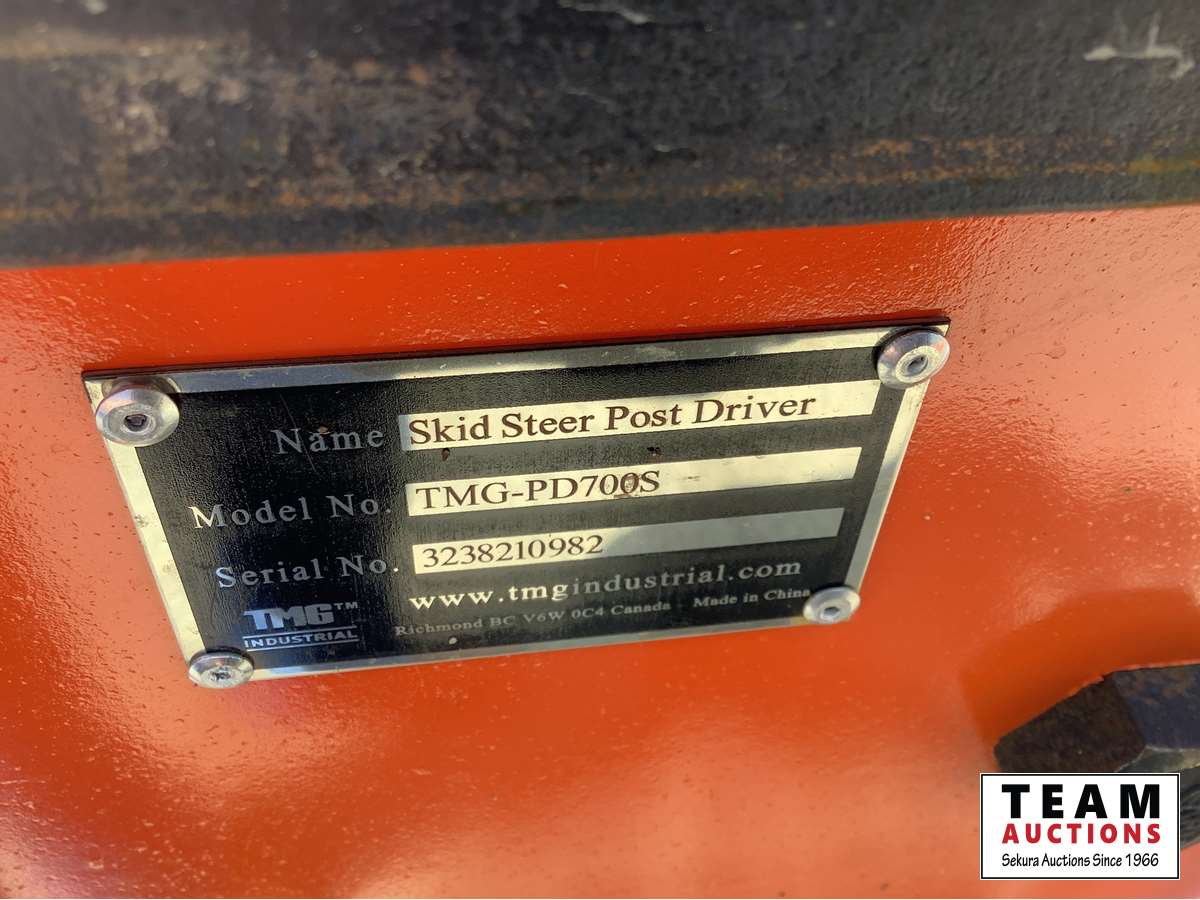 Name Skid Steer Post Driver
Model No. TMG-PD700S
Serial No. 3238210982
www.tmgindustrial.com
TMG™
INDUSTRIAL
Richmond BC V6W 0C4 Canada Made in China
TEAM
AUCTIONS
Sekura Auctions Since 1966